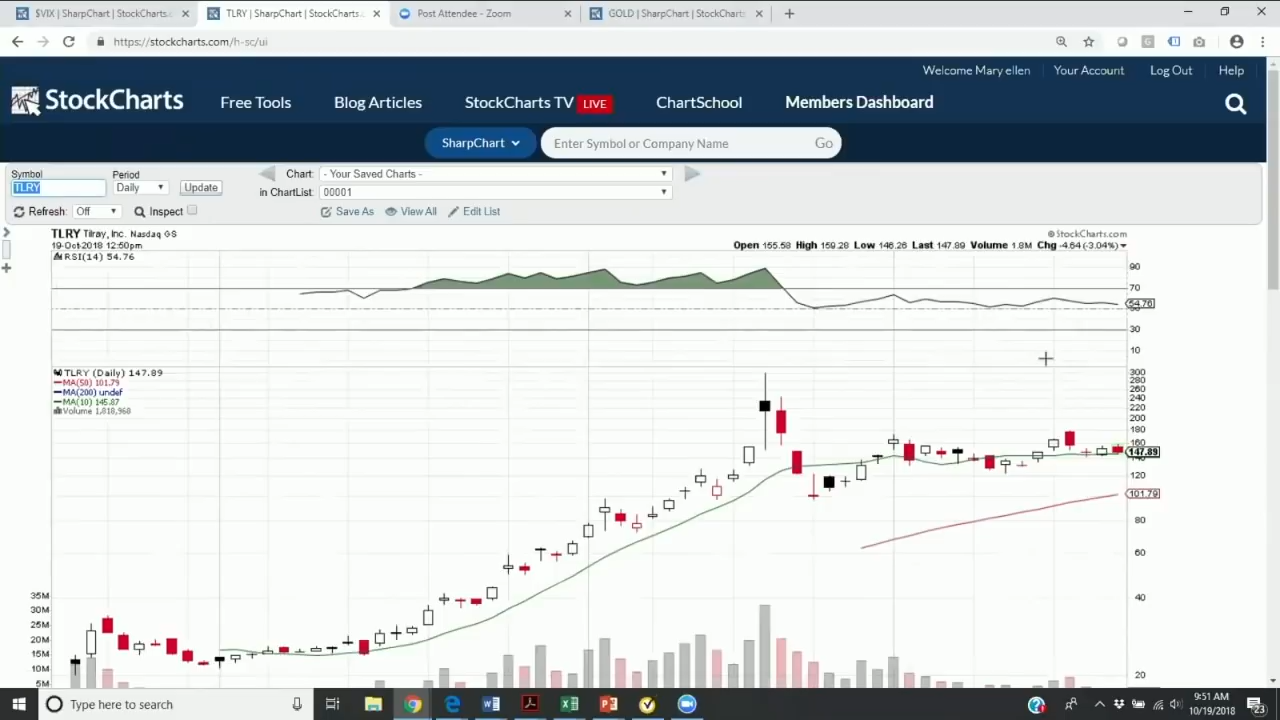 $VIX | SharpChart | StockCharts.c
TLRY | SharpChart | StockCharts.c
Post Attendee - Zoom
GOLD | SharpChart | StockCharts
https://stockcharts.com/h-sc/ui
Welcome Mary ellen
Your Account
Log Out
Help
StockCharts
Free Tools
Blog Articles
StockCharts TV LIVE
ChartSchool
Members Dashboard
SharpChart
Enter Symbol or Company Name
Go
Symbol
Period
Chart:
- Your Saved Charts -
TLRY
Daily
Update
in ChartList:
00001
Refresh:
Off
Inspect
Save As
View All
Edit List
TLRY Tilray, Inc. Nasdaq GS
© StockCharts.com
19-Oct-2018 12:50pm
Open 155.58 High 159.28 Low 146.26 Last 147.89 Volume 1.8M Chg -4.64 (-3.04%)
RSI(14) 54.76
90
70
54.76
30
10
TLRY (Daily) 147.89
MA(50) 101.79
MA(200) undef
MA(10) 145.87
Volume 1,818,968
300
280
260
240
220
200
180
160
147.89
120
101.79
80
60
40
20
35M
30M
25M
20M
15M
10M
5M
Type here to search
9:51 AM
10/19/2018
23